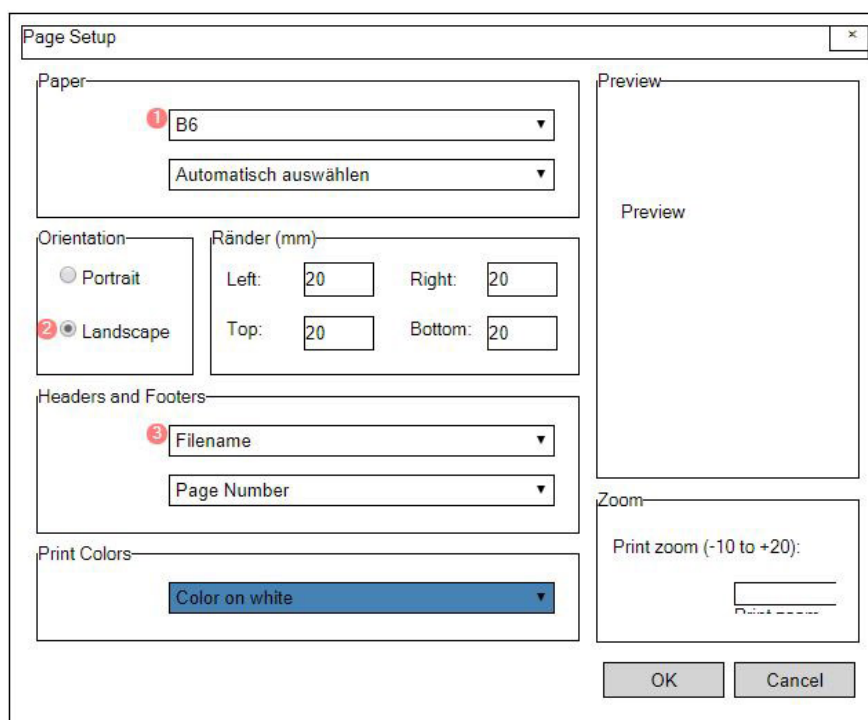 Page Setup ×
Paper
1 B6
Automatisch auswählen
Orientation
Portrait
2 Landscape
Ränder (mm)
Left: 20 Right: 20
Top: 20 Bottom: 20
Headers and Footers
3 Filename
Page Number
Print Colors
Color on white
Preview
Preview
Zoom
Print zoom (-10 to +20):
Print zoom
OK Cancel